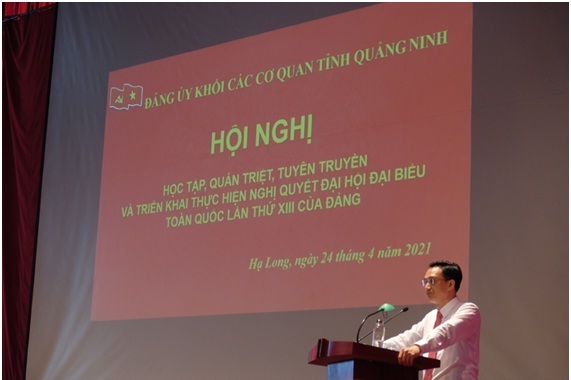 ĐẢNG ỦY KHỐI CÁC CƠ QUAN TỈNH QUẢNG NINH
HỘI NGHỊ
HỌC TẬP, QUÁN TRIỆT, TUYÊN TRUYỀN
VÀ TRIỂN KHAI THỰC HIỆN NGHỊ QUYẾT ĐẠI HỘI ĐẠI BIỂU
TOÀN QUỐC LẦN THỨ XIII CỦA ĐẢNG
Hạ Long, ngày 24 tháng 4 năm 2021